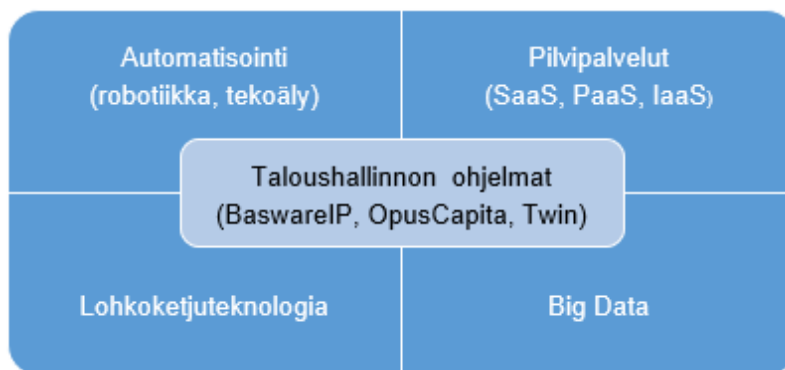 Automatisointi
(robotiikka, tekoäly)
Pilvipalvelut
(SaaS, PaaS, IaaS)
Taloushallinnon ohjelmat
(BaswareIP, OpusCapita, Twin)
Lohkoketjuteknologia
Big Data